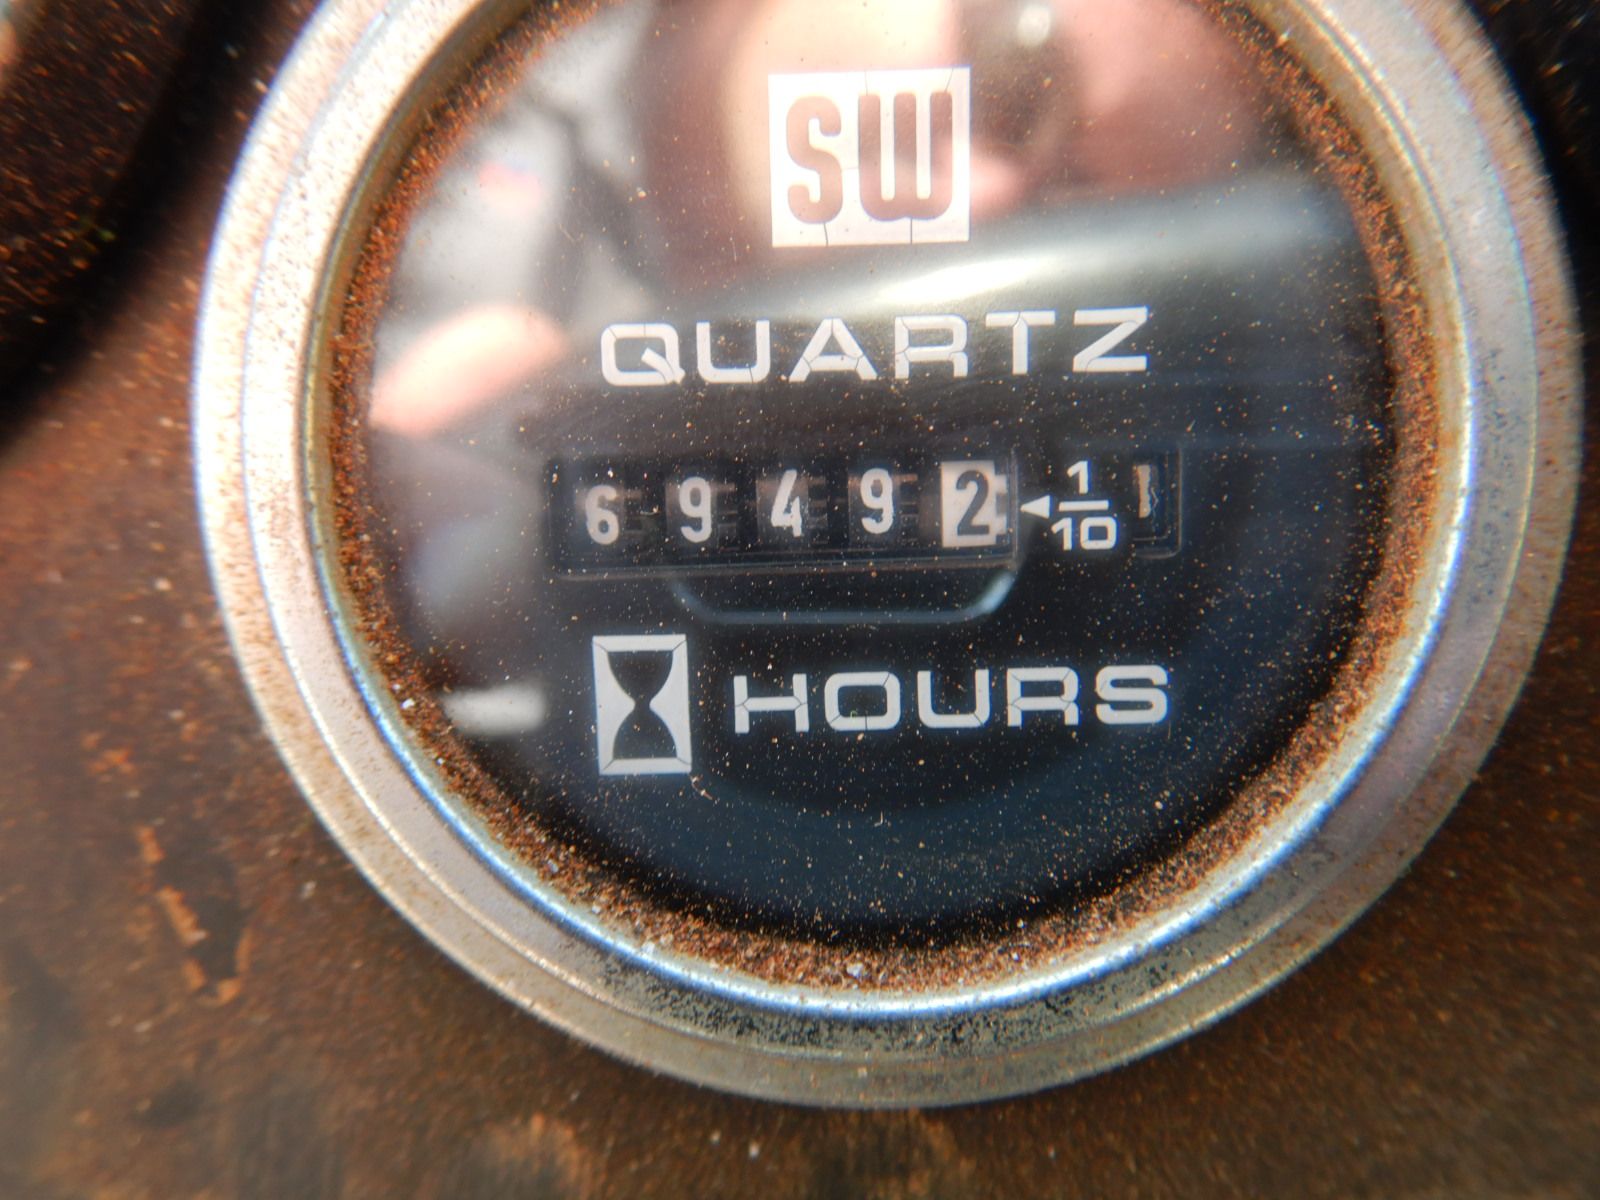 SW
QUARTZ
69492 ◄ 1/10
HOURS